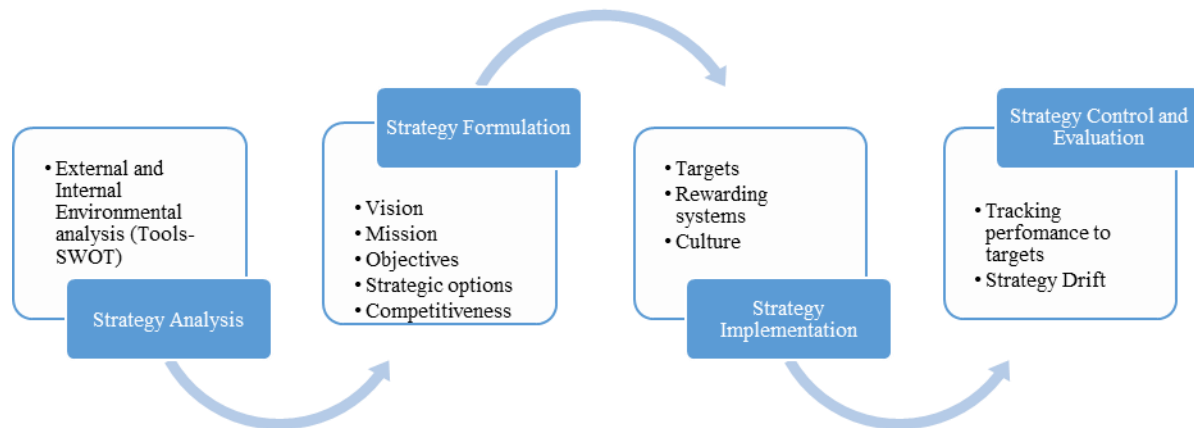 • External and
Internal
Environmental
analysis (Tools-
SWOT)
Strategy Analysis
Strategy Formulation
• Vision
• Mission
• Objectives
• Strategic options
• Competitiveness
• Targets
• Rewarding
systems
• Culture
Strategy
Implementation
Strategy Control and
Evaluation
• Tracking
perfomance to
targets
• Strategy Drift